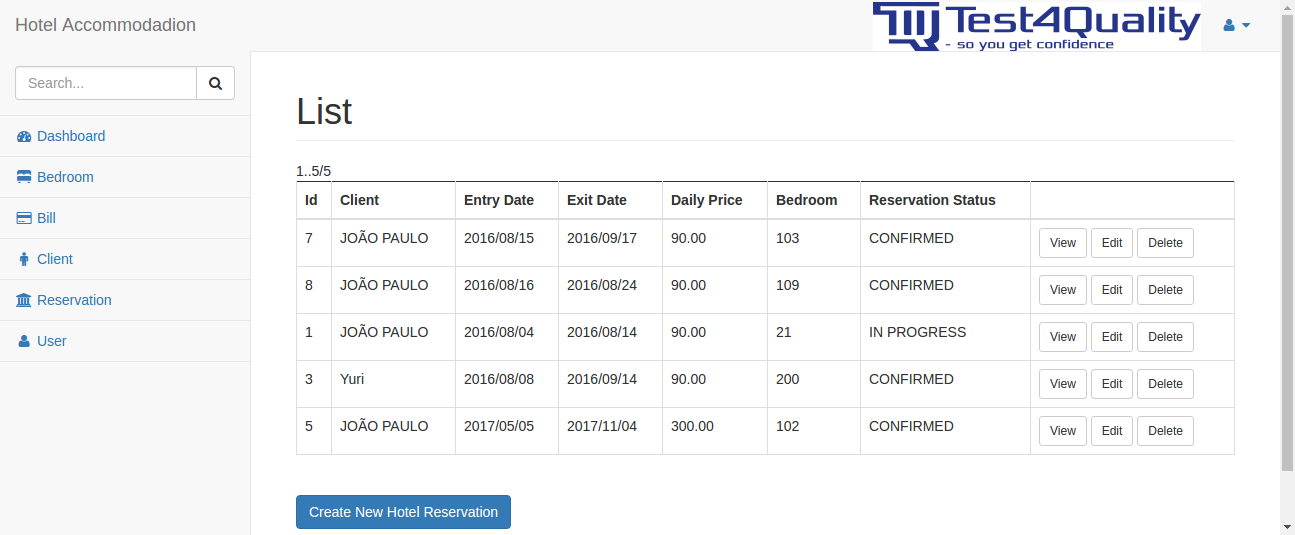 Hotel Accommodadion
Test4Quality
- so you get confidence
Search...
Dashboard
Bedroom
Bill
Client
Reservation
User
List
1..5/5
Id Client Entry Date Exit Date Daily Price Bedroom Reservation Status
7 JOÃO PAULO 2016/08/15 2016/09/17 90.00 103 CONFIRMED View Edit Delete
8 JOÃO PAULO 2016/08/16 2016/08/24 90.00 109 CONFIRMED View Edit Delete
1 JOÃO PAULO 2016/08/04 2016/08/14 90.00 21 IN PROGRESS View Edit Delete
3 Yuri 2016/08/08 2016/09/14 90.00 200 CONFIRMED View Edit Delete
5 JOÃO PAULO 2017/05/05 2017/11/04 300.00 102 CONFIRMED View Edit Delete
Create New Hotel Reservation